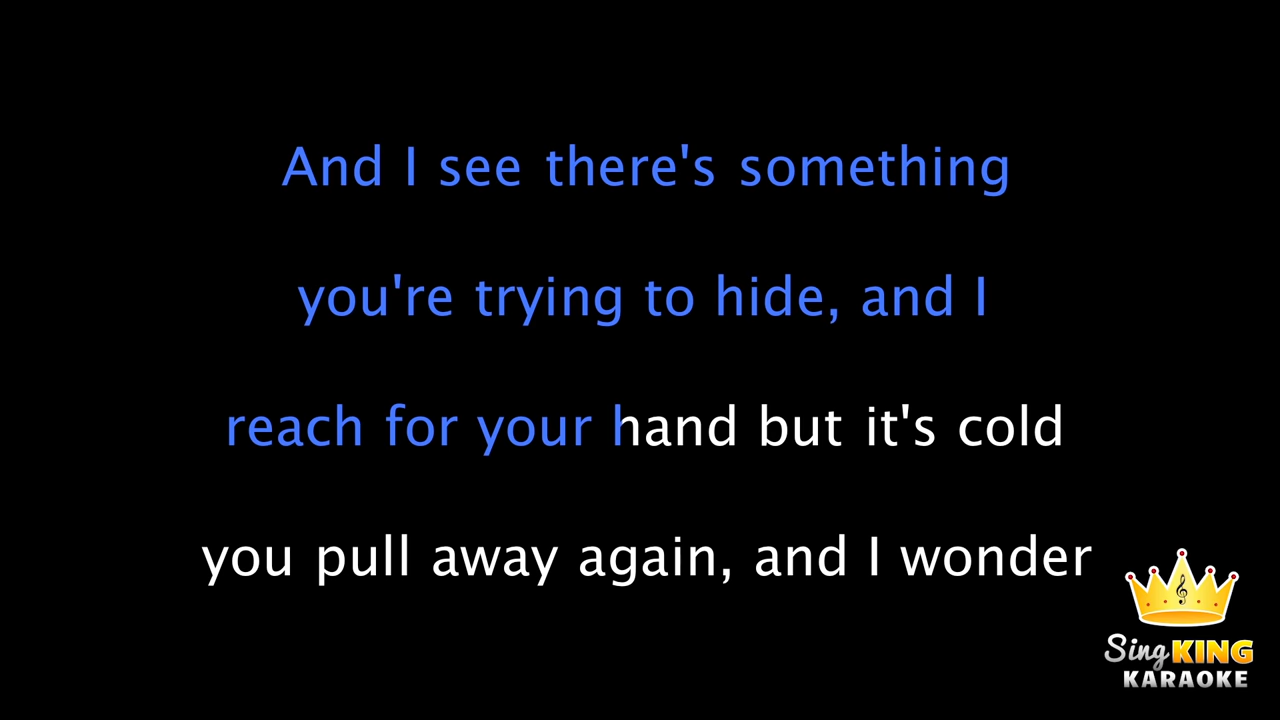 And I see there's something
you're trying to hide, and I
reach for your hand but it's cold
you pull away again, and I wonder
Sing KING
KARAOKE